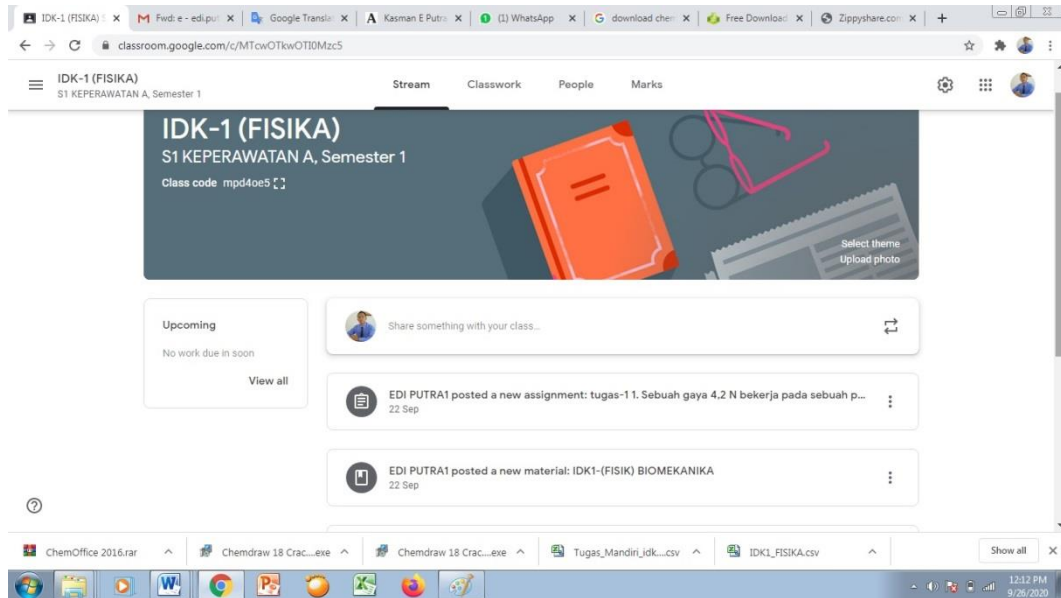 IDK-1 (FISIKA) S
Fwd: e - edi.put
Google Translat
Kasman E Putra
(1) WhatsApp
download chem
Free Download
Zippyshare.com
classroom.google.com/c/MTcwOTkwOTI0Mzc5
IDK-1 (FISIKA)
S1 KEPERAWATAN A, Semester 1
Stream Classwork People Marks
IDK-1 (FISIKA)
S1 KEPERAWATAN A, Semester 1
Class code mpd4oe5
Select theme
Upload photo
Upcoming
No work due in soon
View all
Share something with your class...
EDI PUTRA1 posted a new assignment: tugas-1 1. Sebuah gaya 4,2 N bekerja pada sebuah p...
22 Sep
EDI PUTRA1 posted a new material: IDK1-(FISIK) BIOMEKANIKA
22 Sep
ChemOffice 2016.rar
Chemdraw 18 Crac....exe
Chemdraw 18 Crac....exe
Tugas_Mandiri_idk....csv
IDK1_FISIKA.csv
Show all
12:12 PM
9/26/2020